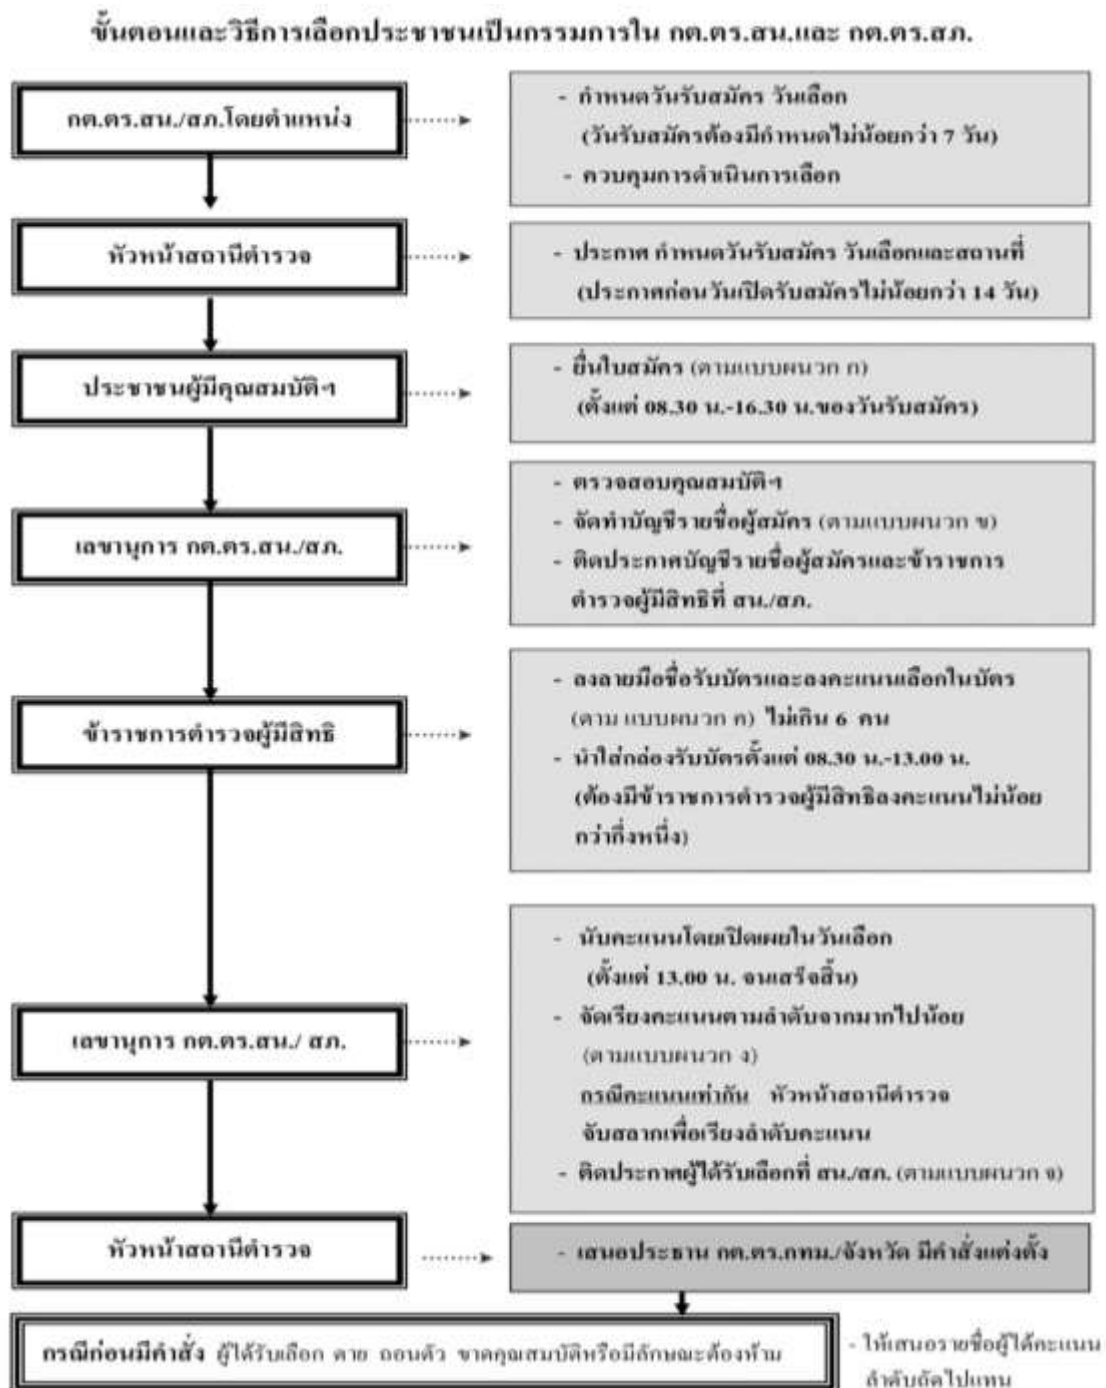 ขั้นตอนและวิธีการเลือกประชาชนเป็นกรรมการใน กต.ตร.สน.และ กต.ตร.สภ.
กต.ตร.สน./สภ.โดยตำแหน่ง
- กำหนดวันรับสมัคร วันเลือก
(วันรับสมัครต้องมีกำหนดไม่น้อยกว่า 7 วัน)
- ควบคุมการดำเนินการเลือก
หัวหน้าสถานีตำรวจ
- ประกาศ กำหนดวันรับสมัคร วันเลือกและสถานที่
(ประกาศก่อนวันเปิดรับสมัครไม่น้อยกว่า 14 วัน)
ประชาชนผู้มีคุณสมบัติฯ
- ยื่นใบสมัคร (ตามแบบผนวก ก)
(ตั้งแต่ 08.30 น.-16.30 น.ของวันรับสมัคร)
เลขานุการ กต.ตร.สน./สภ.
- ตรวจสอบคุณสมบัติฯ
- จัดทำบัญชีรายชื่อผู้สมัคร (ตามแบบผนวก ข)
- ติดประกาศบัญชีรายชื่อผู้สมัครและข้าราชการ
ตำรวจผู้มีสิทธิที่ สน./สภ.
ข้าราชการตำรวจผู้มีสิทธิ
- ลงลายมือชื่อรับบัตรและลงคะแนนเลือกในบัตร
(ตาม แบบผนวก ค) ไม่เกิน 6 คน
- นำใส่กล่องรับบัตรตั้งแต่ 08.30 น.-13.00 น.
(ต้องมีข้าราชการตำรวจผู้มีสิทธิลงคะแนนไม่น้อย
กว่ากึ่งหนึ่ง)
เลขานุการ กต.ตร.สน./ สภ.
- นับคะแนนโดยเปิดเผยในวันเลือก
(ตั้งแต่ 13.00 น. จนเสร็จสิ้น)
- จัดเรียงคะแนนตามลำดับจากมากไปน้อย
(ตามแบบผนวก ง)
กรณีคะแนนเท่ากัน หัวหน้าสถานีตำรวจ
จับสลากเพื่อเรียงลำดับคะแนน
- ติดประกาศผู้ได้รับเลือกที่ สน./สภ. (ตามแบบผนวก จ)
หัวหน้าสถานีตำรวจ
- เสนอประธาน กต.ตร.กทม./จังหวัด มีคำสั่งแต่งตั้ง
กรณีก่อนมีคำสั่ง ผู้ได้รับเลือก ตาย ถอนตัว ขาดคุณสมบัติหรือมีลักษณะต้องห้าม
- ให้เสนอรายชื่อผู้ได้คะแนน
ลำดับถัดไปแทน